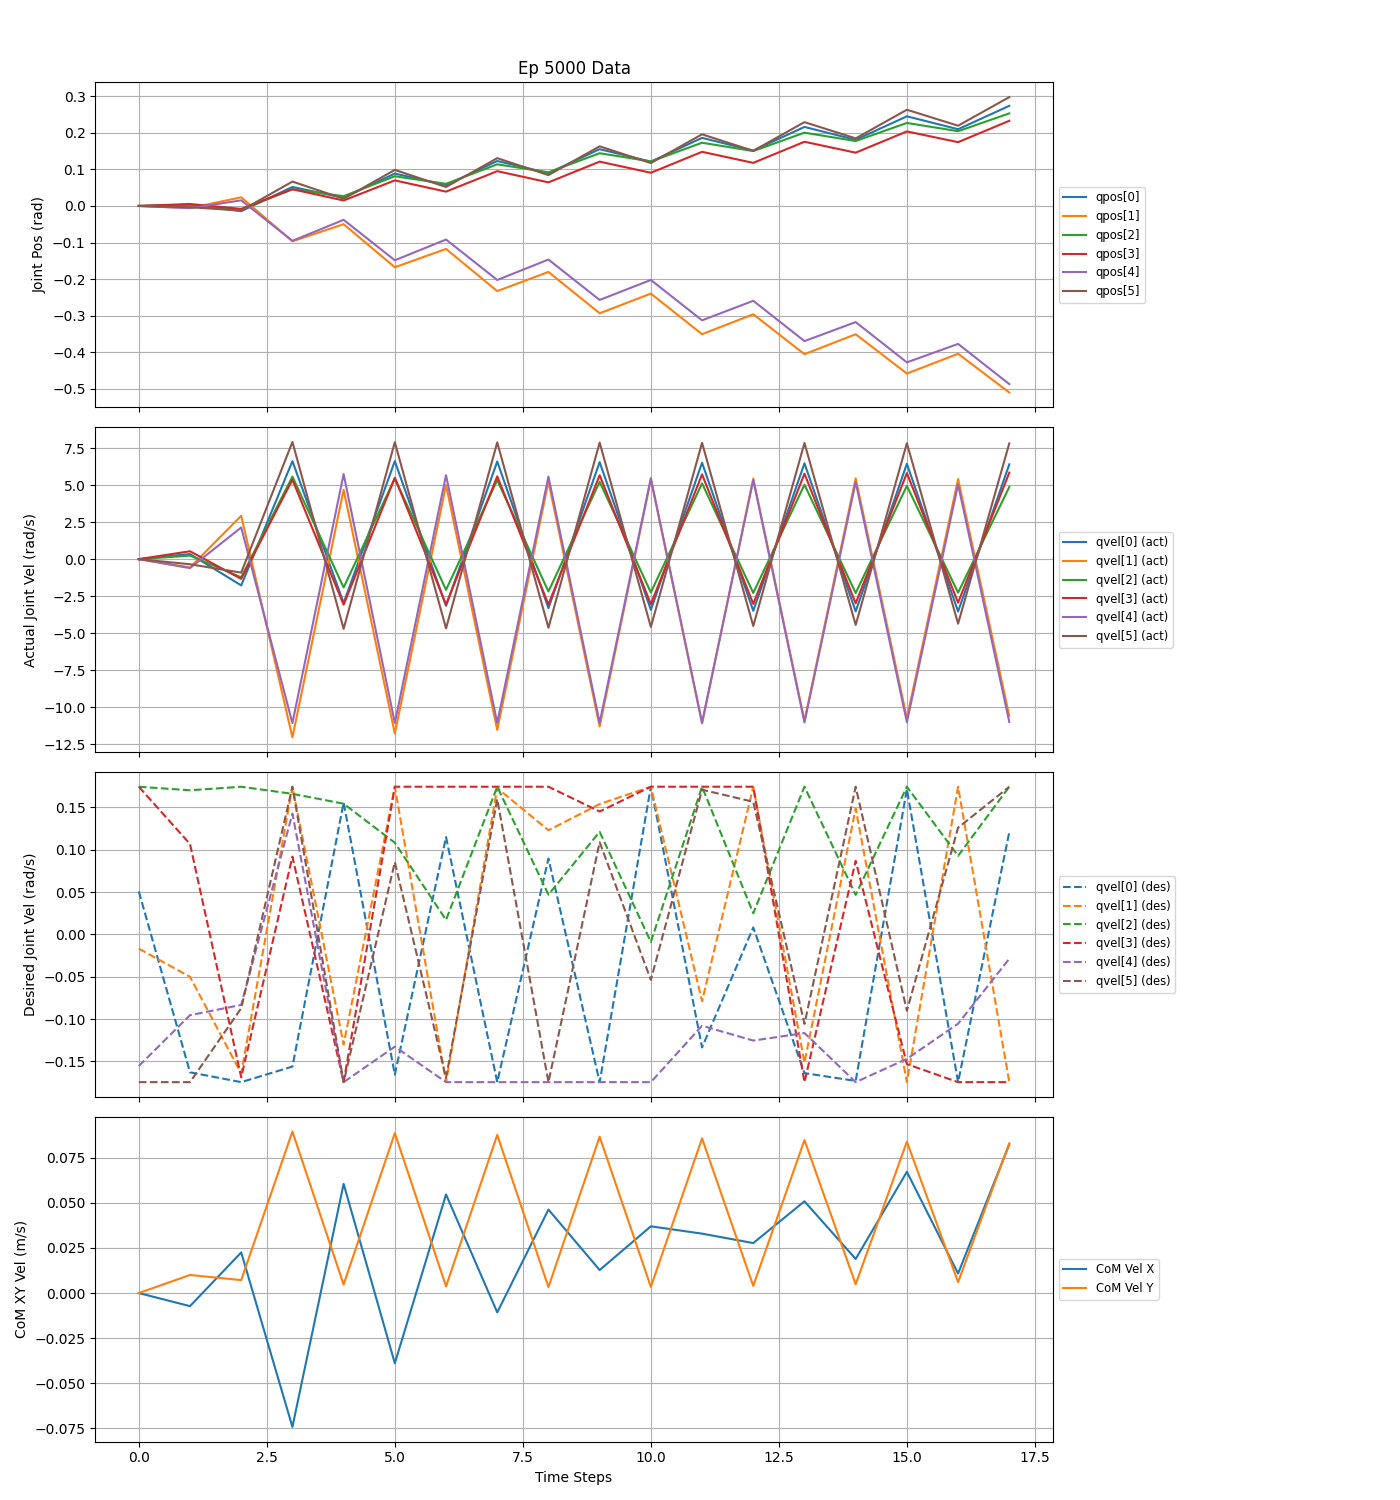 Ep 5000 Data
Joint Pos (rad)
0.3
0.2
0.1
0.0
−0.1
−0.2
−0.3
−0.4
−0.5
qpos[0]
qpos[1]
qpos[2]
qpos[3]
qpos[4]
qpos[5]
Actual Joint Vel (rad/s)
7.5
5.0
2.5
0.0
−2.5
−5.0
−7.5
−10.0
−12.5
qvel[0] (act)
qvel[1] (act)
qvel[2] (act)
qvel[3] (act)
qvel[4] (act)
qvel[5] (act)
Desired Joint Vel (rad/s)
0.15
0.10
0.05
0.00
−0.05
−0.10
−0.15
qvel[0] (des)
qvel[1] (des)
qvel[2] (des)
qvel[3] (des)
qvel[4] (des)
qvel[5] (des)
CoM XY Vel (m/s)
0.075
0.050
0.025
0.000
−0.025
−0.050
−0.075
CoM Vel X
CoM Vel Y
0.0 2.5 5.0 7.5 10.0 12.5 15.0 17.5
Time Steps